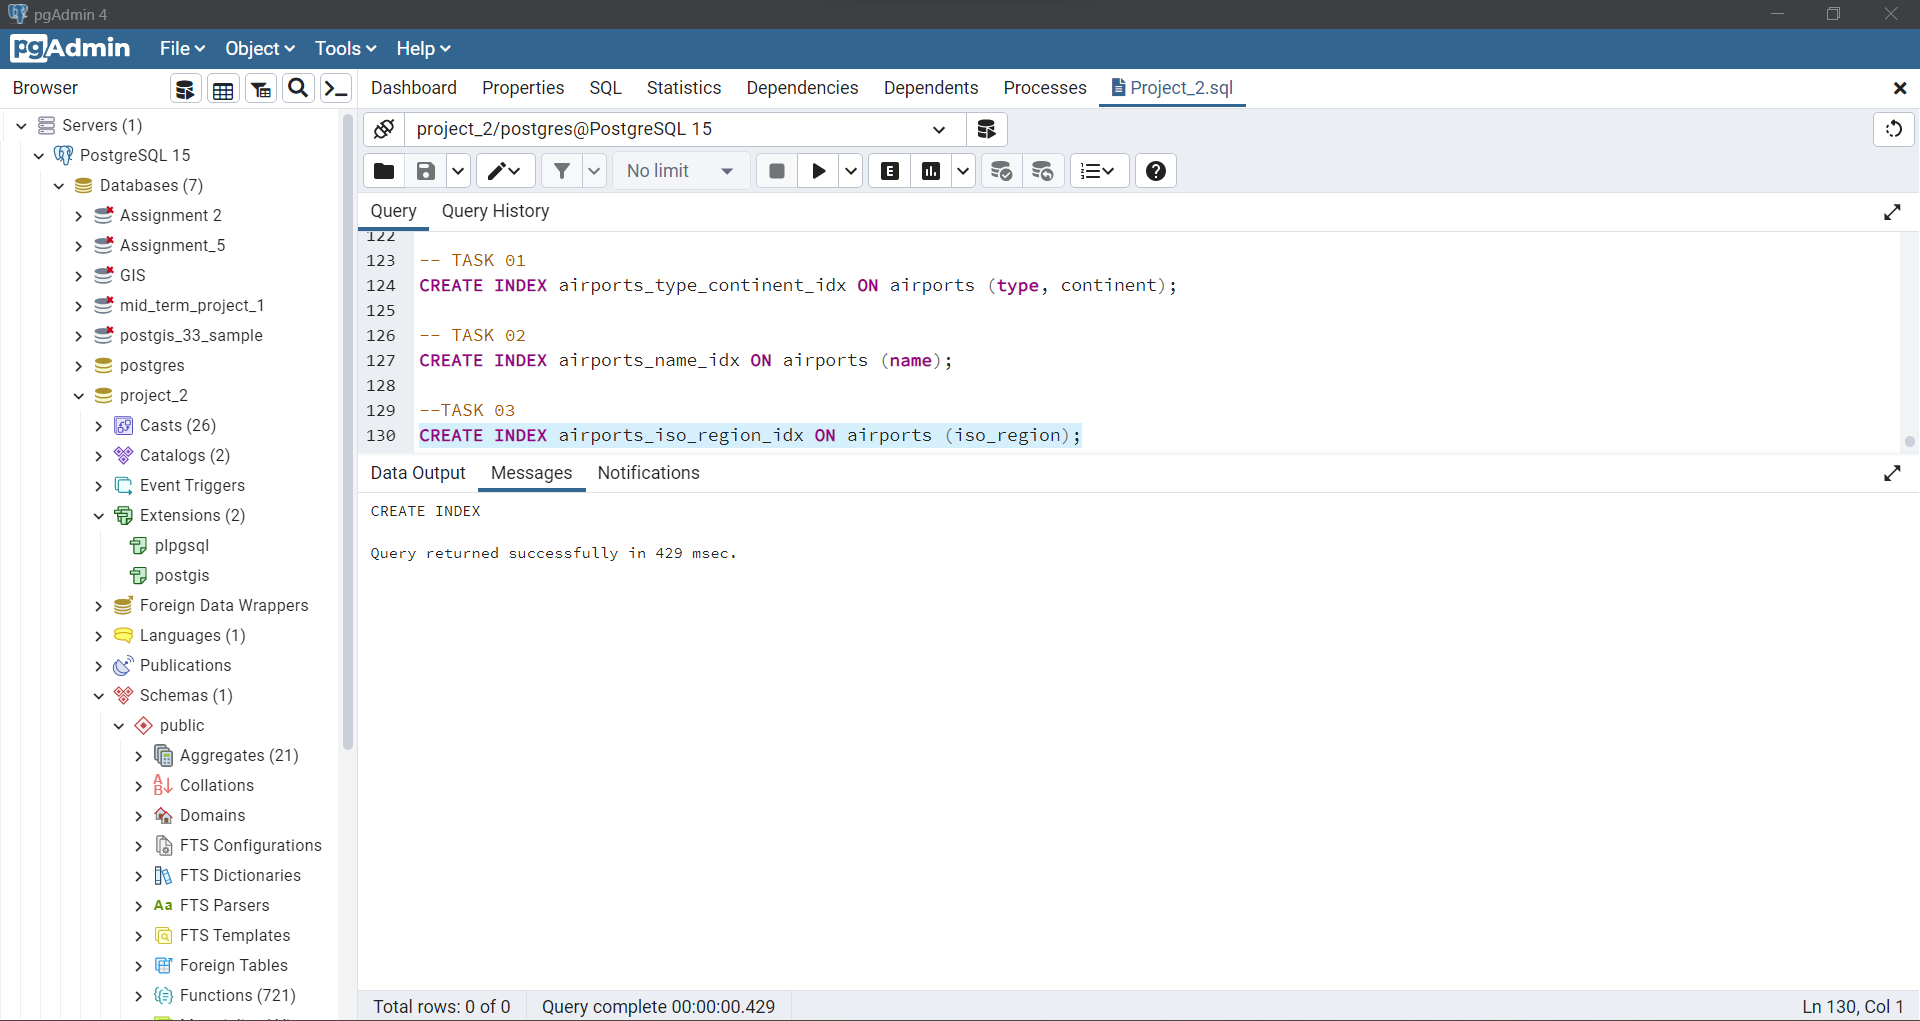 pgAdmin 4
pgAdmin File Object Tools Help
Browser
Dashboard Properties SQL Statistics Dependencies Dependents Processes Project_2.sql
Servers (1)
PostgreSQL 15
Databases (7)
Assignment 2
Assignment_5
GIS
mid_term_project_1
postgis_33_sample
postgres
project_2
Casts (26)
Catalogs (2)
Event Triggers
Extensions (2)
plpgsql
postgis
Foreign Data Wrappers
Languages (1)
Publications
Schemas (1)
public
Aggregates (21)
Collations
Domains
FTS Configurations
FTS Dictionaries
Aa FTS Parsers
FTS Templates
Foreign Tables
Functions (721)
project_2/postgres@PostgreSQL 15
No limit
E
Query Query History
122
123 -- TASK 01
124 CREATE INDEX airports_type_continent_idx ON airports (type, continent);
125
126 -- TASK 02
127 CREATE INDEX airports_name_idx ON airports (name);
128
129 --TASK 03
130 CREATE INDEX airports_iso_region_idx ON airports (iso_region);
Data Output Messages Notifications
CREATE INDEX
Query returned successfully in 429 msec.
Total rows: 0 of 0 Query complete 00:00:00.429 Ln 130, Col 1